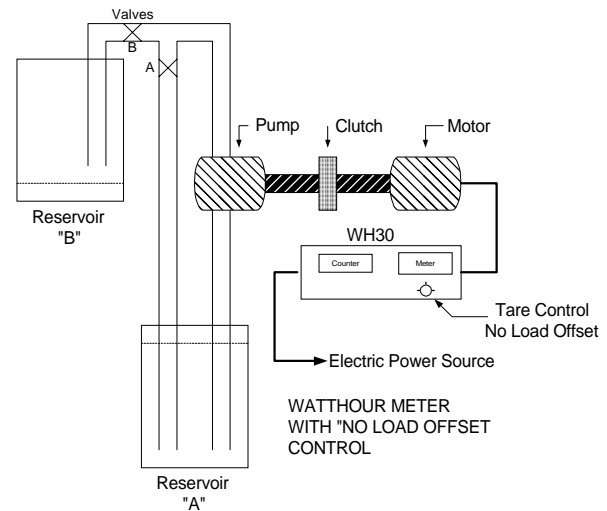 Valves
B
A
Pump
Clutch
Motor
Reservoir
"B"
WH30
Counter
Meter
Tare Control
No Load Offset
Electric Power Source
WATTHOUR METER
WITH "NO LOAD OFFSET
CONTROL
Reservoir
"A"